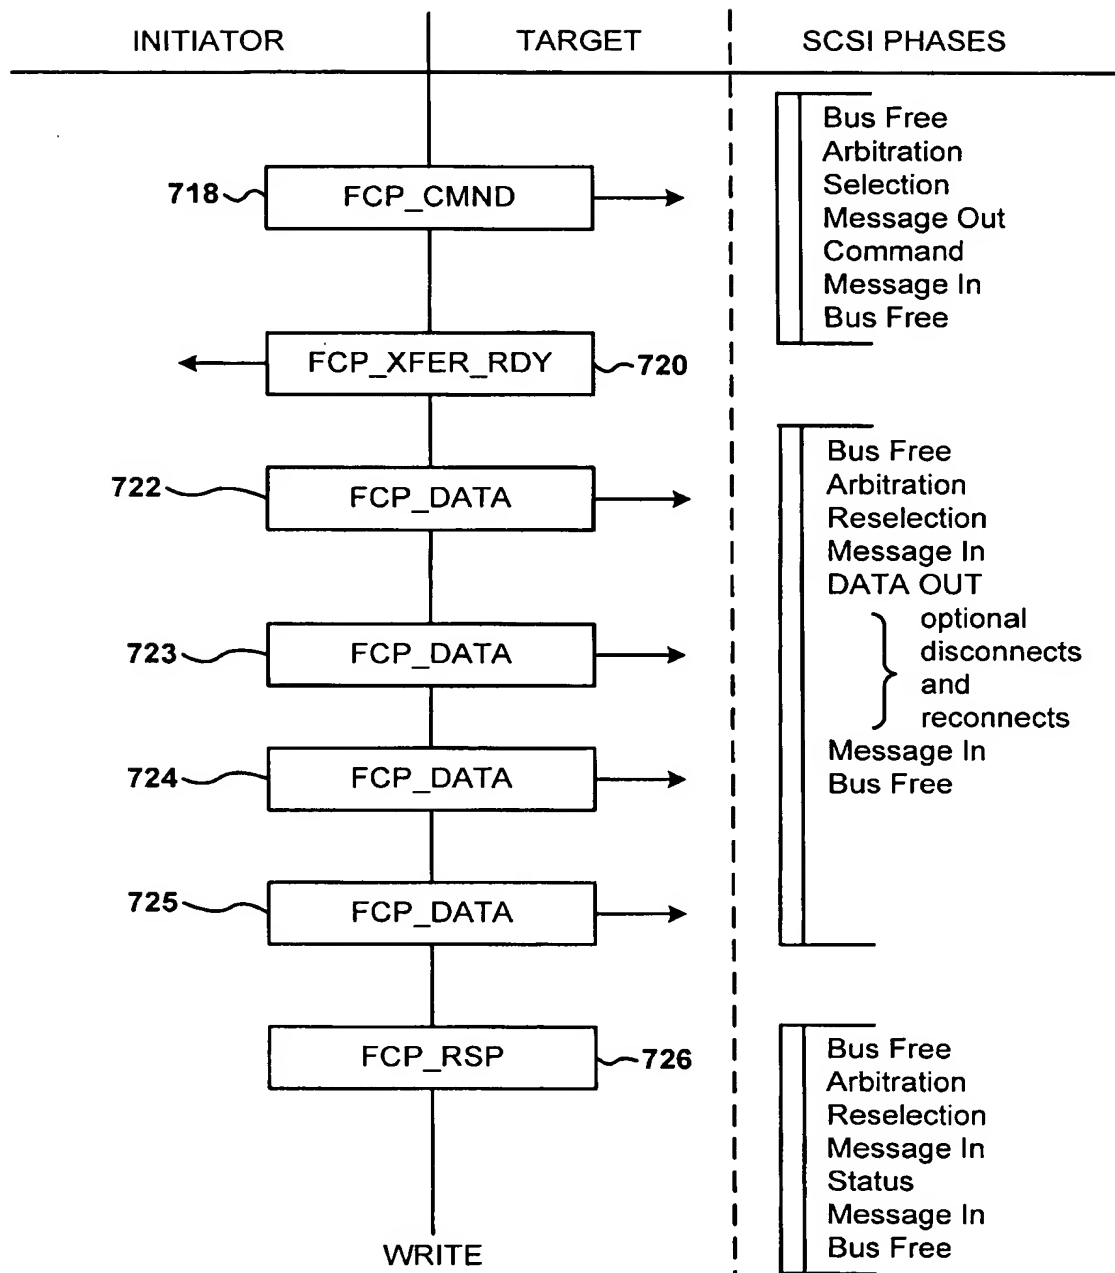 INITIATOR TARGET SCSI PHASES
718 FCP_CMND
FCP_XFER_RDY 720
722 FCP_DATA
723 FCP_DATA
724 FCP_DATA
725 FCP_DATA
FCP_RSP 726
WRITE
Bus Free
Arbitration
Selection
Message Out
Command
Message In
Bus Free
Bus Free
Arbitration
Reselection
Message In
DATA OUT
optional
disconnects
and
reconnects
Message In
Bus Free
Bus Free
Arbitration
Reselection
Message In
Status
Message In
Bus Free